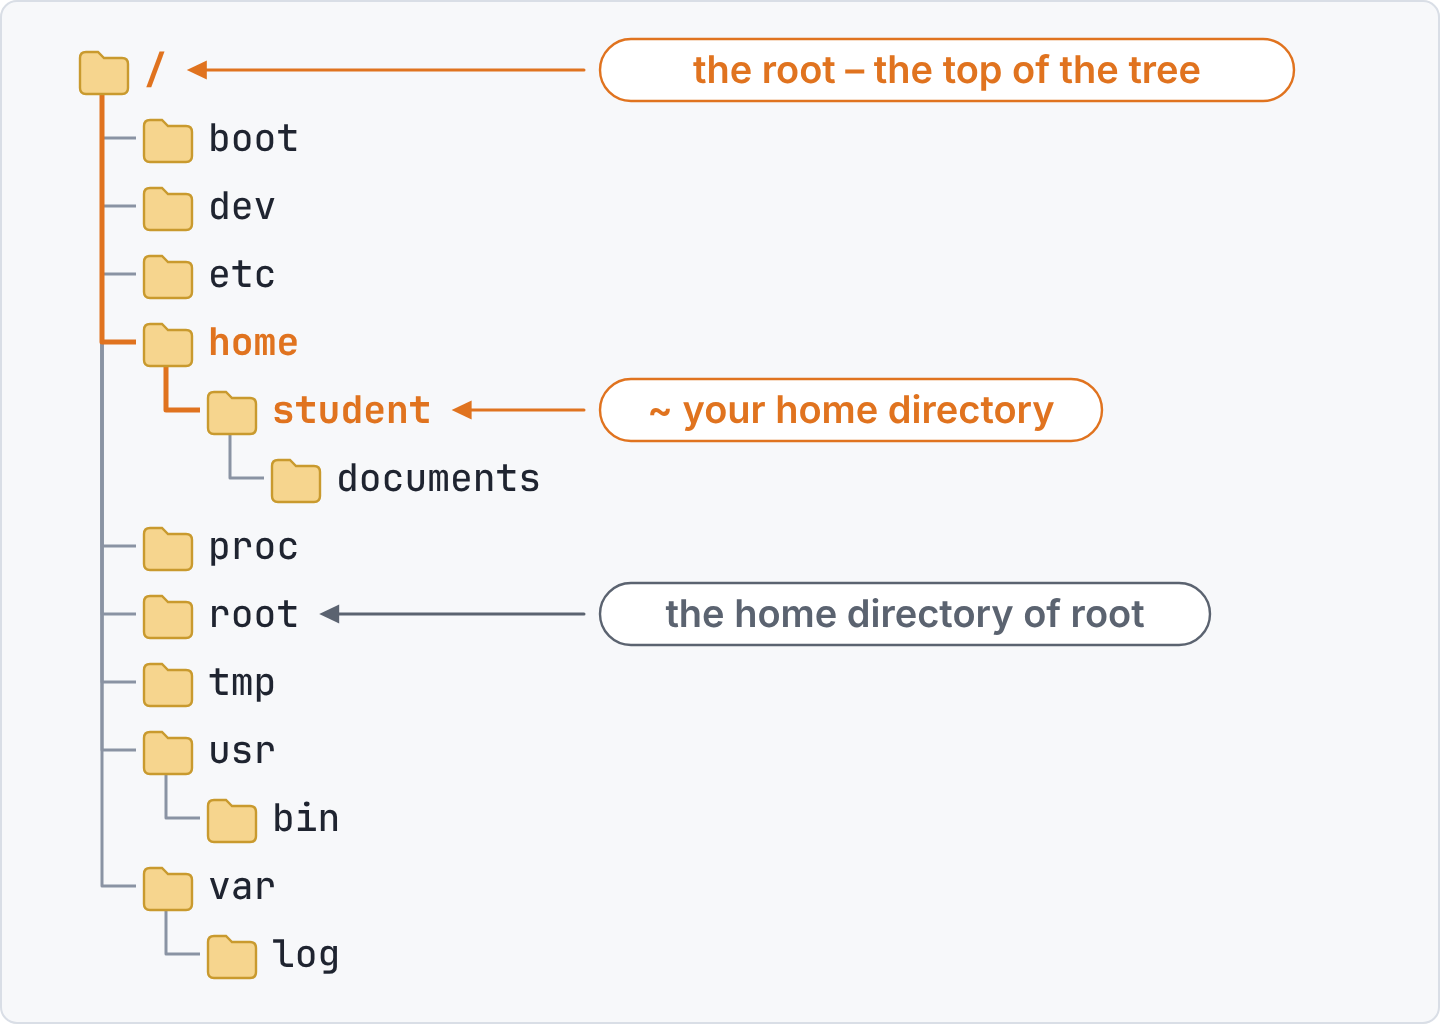 /
the root – the top of the tree
boot
dev
etc
home
student
~ your home directory
documents
proc
root
the home directory of root
tmp
usr
bin
var
log